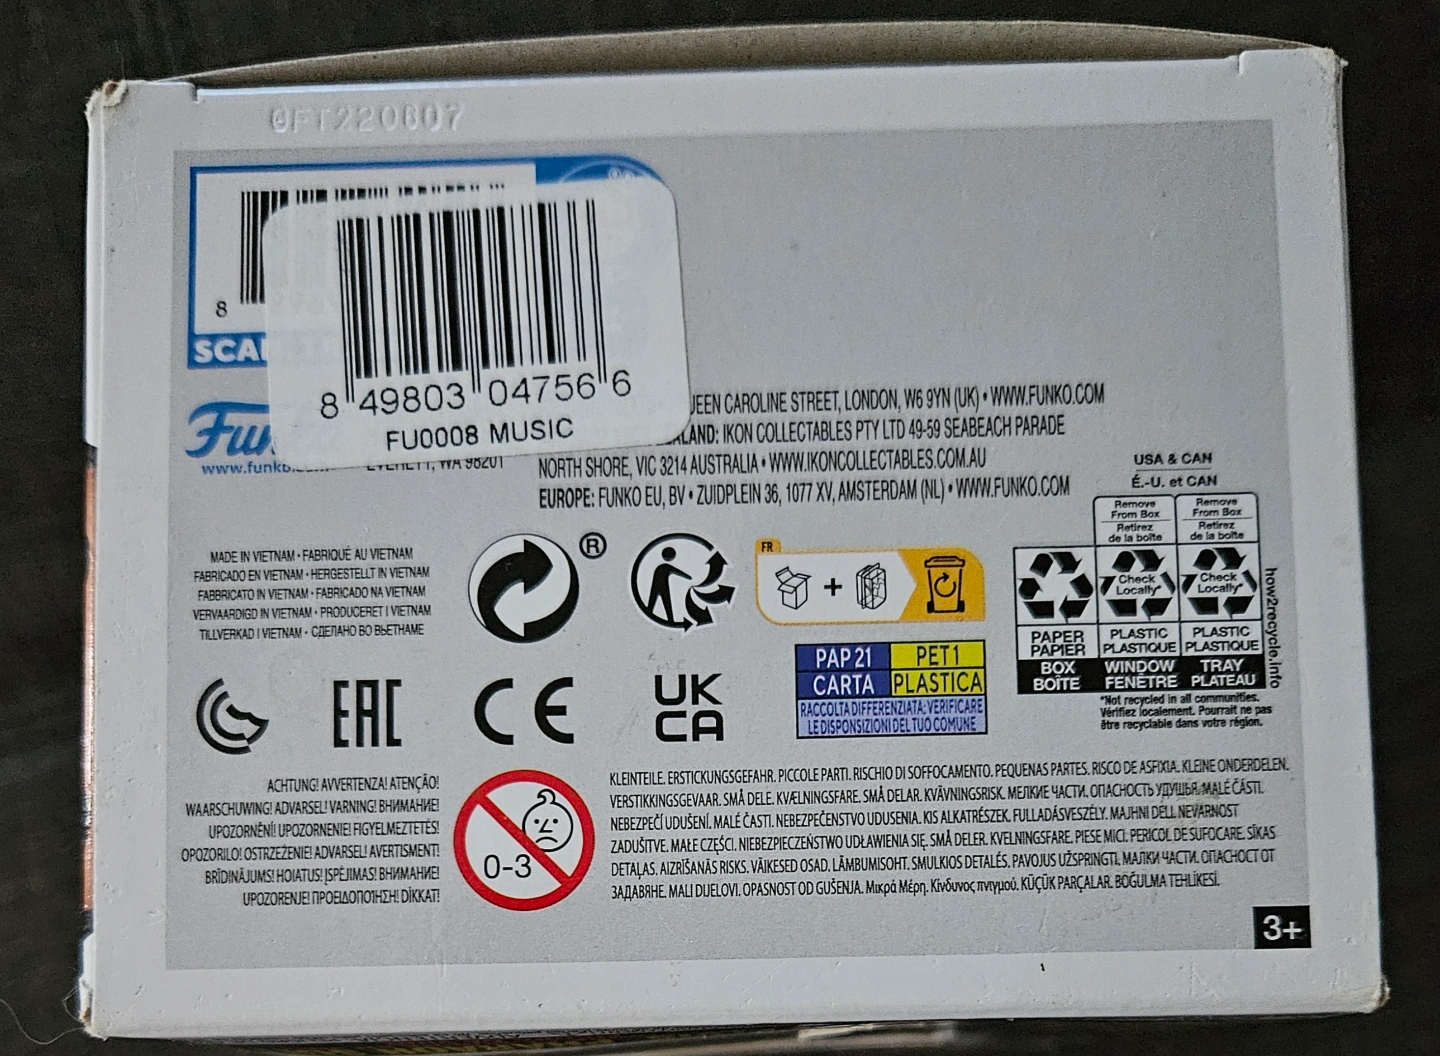 8
8 49803 04756 6
FU0008 MUSIC
www.funko
WA 98201
CAROLINE STREET, LONDON, W6 9YN (UK) • WWW.FUNKO.COM
IKON COLLECTABLES PTY LTD 49-59 SEABEACH PARADE
NORTH SHORE, VIC 3214 AUSTRALIA • WWW.IKONCOLLECTABLES.COM.AU
EUROPE: FUNKO EU, BV • ZUIDPLEIN 36, 1077 XV, AMSTERDAM (NL) • WWW.FUNKO.COM
MADE IN VIETNAM • FABRIQUÉ AU VIETNAM
FABRICADO EN VIETNAM • HERGESTELLT IN VIETNAM
FABBRICATO IN VIETNAM • FABRICADO NA VIETNAM
VERVAARDIGD IN VIETNAM • PRODUCERET I VIETNAM
TILLVERKAD I VIETNAM • СДЕЛАНО ВО ВЬЕТНАМЕ
®
FR
+
USA & CAN
É.-U. et CAN
Remove
From Box
Retirez
de la boîte
Remove
From Box
Retirez
de la boîte
Check
Locally*
Check
Locally*
PAPER
PAPIER
PLASTIC
PLASTIQUE
PLASTIC
PLASTIQUE
BOX
BOÎTE
WINDOW
FENÊTRE
TRAY
PLATEAU
how2recycle.info
*Not recycled in all communities.
Vérifiez localement. Pourrait ne pas
être recyclable dans votre région.
EAC
CE
UK
CA
PAP 21
PET1
CARTA
PLASTICA
RACCOLTA DIFFERENZIATA: VERIFICARE
LE DISPONSIZIONI DEL TUO COMUNE
ACHTUNG! AVVERTENZA! ATENÇÃO!
WAARSCHUWING! ADVARSEL! VARNING! ВНИМАНИЕ!
UPOZORNĚNÍ! UPOZORNENIE! FIGYELMEZTETÉS!
OPOZORILO! OSTRZEŻENIE! ADVARSEL! AVERTISMENT!
BRĪDINĀJUMS! HOIATUS! ĮSPĖJIMAS! ВНИМАНИЕ!
UPOZORENJE! ΠΡΟΕΙΔΟΠΟΙΗΣΗ! DİKKAT!
0-3
KLEINTEILE. ERSTICKUNGSGEFAHR. PICCOLE PARTI. RISCHIO DI SOFFOCAMENTO. PEQUENAS PARTES. RISCO DE ASFIXIA. KLEINE ONDERDELEN.
VERSTIKKINGSGEVAAR. SMÅ DELE. KVÆLNINGSFARE. SMÅ DELAR. KVÄVNINGSRISK. МЕЛКИЕ ЧАСТИ. ОПАСНОСТЬ УДУШЬЯ. MALÉ ČÁSTI.
NEBEZPEČÍ UDUŠENÍ. MALÉ ČASTI. NEBEZPEČENSTVO UDUSENIA. KIS ALKATRÉSZEK. FULLADÁSVESZÉLY. MAJHNI DELI. NEVARNOST
ZADUŠITVE. MAŁE CZĘŚCI. NIEBEZPIECZEŃSTWO UDŁAWIENIA SIĘ. SMÅ DELER. KVELNINGSFARE. PIESE MICI. PERICOL DE SUFOCARE. SĪKAS
DETAĻAS. AIZRĪŠANĀS RISKS. VÄIKESED OSAD. LÄMBUMISOHT. SMULKIOS DETALĖS. PAVOJUS UŽSPRINGTI. МАЛКИ ЧАСТИ. ОПАСНОСТ ОТ
ЗАДАВЯНЕ. MALI DIJELOVI. OPASNOST OD GUŠENJA. Μικρά Μέρη. Κίνδυνος πνιγμού. KÜÇÜK PARÇALAR. BOĞULMA TEHLİKESİ.
3+